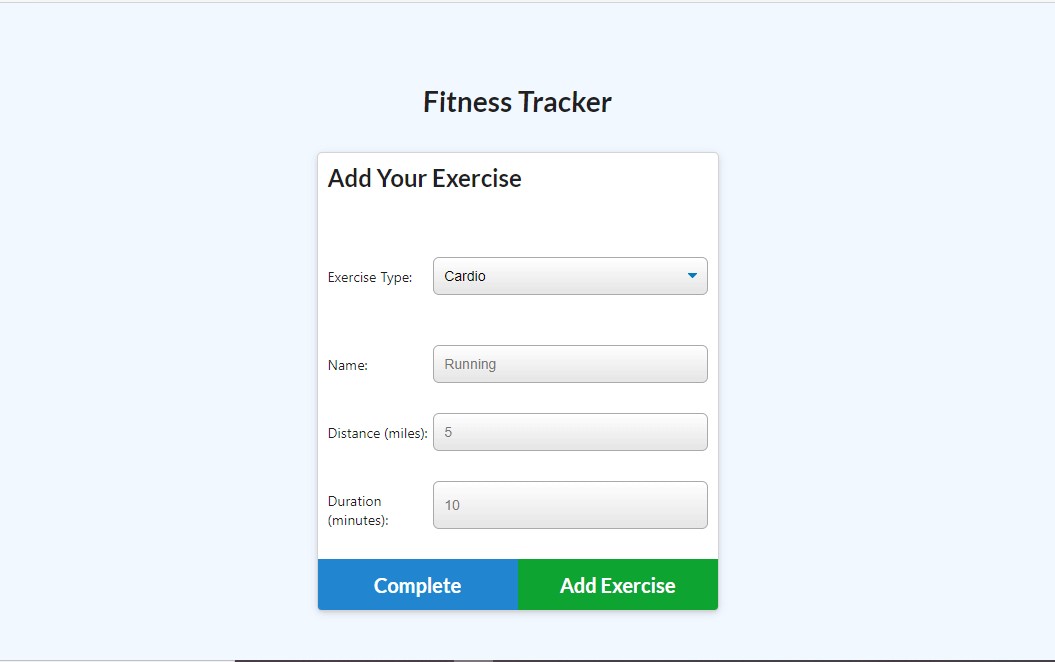 Fitness Tracker
Add Your Exercise
Exercise Type:
Cardio
Name:
Running
Distance (miles):
5
Duration
(minutes):
10
Complete
Add Exercise